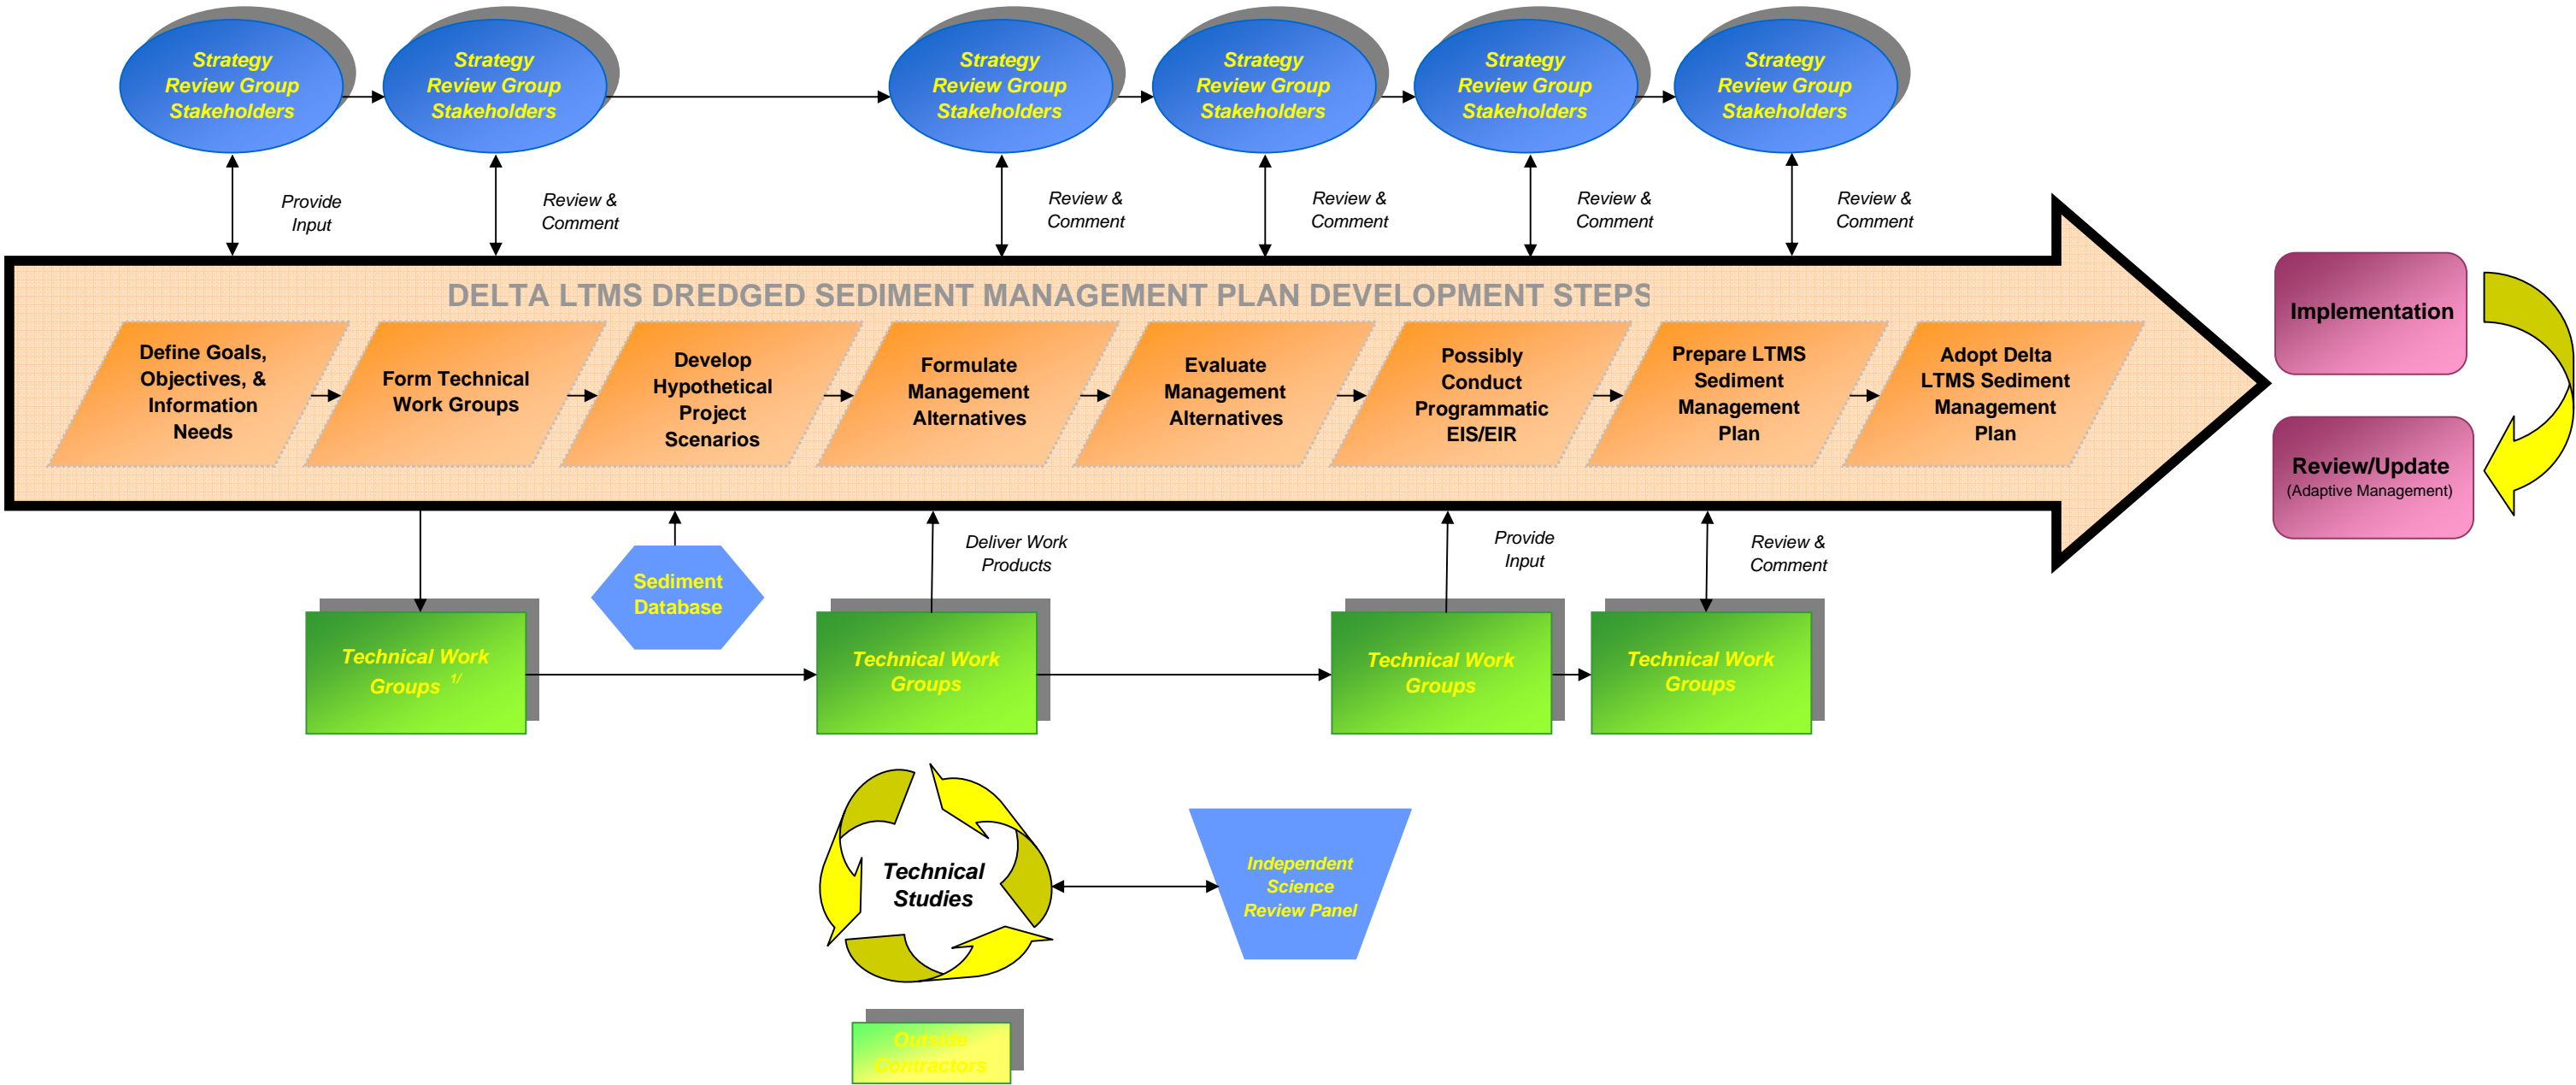 Strategy
Review Group
Stakeholders
Strategy
Review Group
Stakeholders
Strategy
Review Group
Stakeholders
Strategy
Review Group
Stakeholders
Strategy
Review Group
Stakeholders
Strategy
Review Group
Stakeholders
Provide
Input
Review &
Comment
Review &
Comment
Review &
Comment
Review &
Comment
Review &
Comment
DELTA LTMS DREDGED SEDIMENT MANAGEMENT PLAN DEVELOPMENT STEPS
Define Goals,
Objectives, &
Information
Needs
Form Technical
Work Groups
Develop
Hypothetical
Project
Scenarios
Formulate
Management
Alternatives
Evaluate
Management
Alternatives
Possibly
Conduct
Programmatic
EIS/EIR
Prepare LTMS
Sediment
Management
Plan
Adopt Delta
LTMS Sediment
Management
Plan
Implementation
Review/Update
(Adaptive Management)
Sediment
Database
Deliver Work
Products
Provide
Input
Review &
Comment
Technical Work
Groups 1/
Technical Work
Groups
Technical Work
Groups
Technical Work
Groups
Technical
Studies
Independent
Science
Review Panel
Outside
Contractors